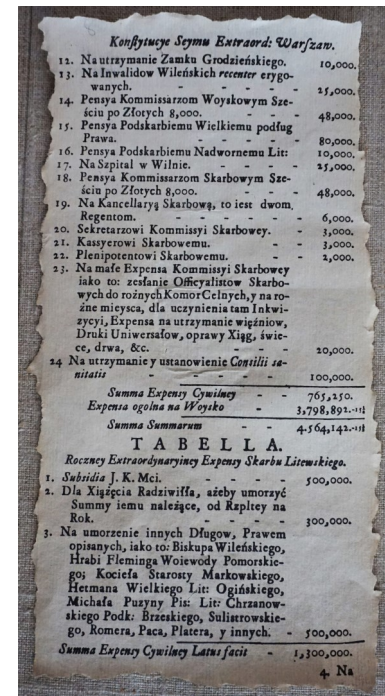 Konſtytucye Seymu Extraord: Warſzaw.
12. Na utrzymanie Zamku Grodzieńskiego. 10,000.
13. Na Inwalidow Wileńskich recenter erygo-
wanych. - - - - - 25,000.
14. Pensya Kommissarzom Woyskowym Sze-
ściu po Złotych 8,000. - - - 48,000.
15. Pensya Podskarbiemu Wielkiemu podług
Prawa. - - - - - 80,000.
16. Pensya Podskarbiemu Nadwornemu Lit: 10,000.
17. Na Szpital w Wilnie. - - - 25,000.
18. Pensya Kommissarzom Skarbowym Sze-
ściu po Złotych 8,000. - - - 48,000.
19. Na Kancellaryą Skarbową, to iest dwom
Regentom. - - - - - 6,000.
20. Sekretarzowi Kommissyi Skarbowey. - 3,000.
21. Kassyerowi Skarbowemu. - - 3,000.
22. Plenipotentowi Skarbowemu. - - 2,000.
23. Na małe Expensa Kommissyi Skarbowey
iako to: zesłanie Officyalistow Skarbo-
wych do rożnych Komor Celnych, y na ro-
żne mieysca, dla uczynienia tam Inkwi-
zycyi, Expensa na utrzymanie więźniow,
Druki Uniwersałow, oprawy Xiąg, świe-
ce, drwa, &c. - - - - 20,000.
24 Na utrzymanie y ustanowienie Consilii sa-
nitatis - - - - - 100,000.
Summa Expensy Cywilney - - 765,250.
Expensa ogolna na Woysko - 3,798,892.
Summa Summarum - - 4,564,142.
TABELLA.
Roczney Extraordynaryiney Expensy Skarbu Litewskiego.
1. Subsidia J. K. Mci. - - - 500,000.
2. Dla Xiążęcia Radziwiłła, ażeby umorzyć
Summy iemu należące, od Rzpltey na
Rok. - - - - - 300,000.
3. Na umorzenie innych Długow, Prawem
opisanych, iako to: Biskupa Wileńskiego,
Hrabi Fleminga Woiewody Pomorskie-
go; Kocieła Starosty Markowskiego,
Hetmana Wielkiego Lit: Ogińskiego,
Michała Puzyny Pis: Lit: Chrzanow-
skiego Podk: Brzeskiego, Sulistrowskie-
go, Romera, Paca, Platera, y innych. - 500,000.
Summa Expensy Cywilney Latus facit - 1,300,000.
4. Na